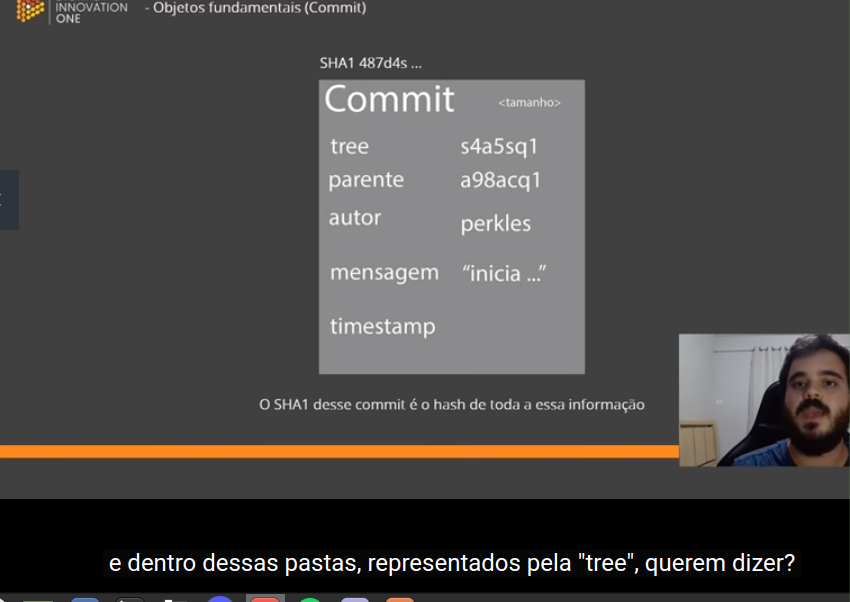 INNOVATION
ONE
- Objetos fundamentais (Commit)
SHA1 487d4s ...
Commit <tamanho>
tree s4a5sq1
parente a98acq1
autor perkles
mensagem “inicia ...”
timestamp
O SHA1 desse commit é o hash de toda a essa informação
e dentro dessas pastas, representados pela "tree", querem dizer?